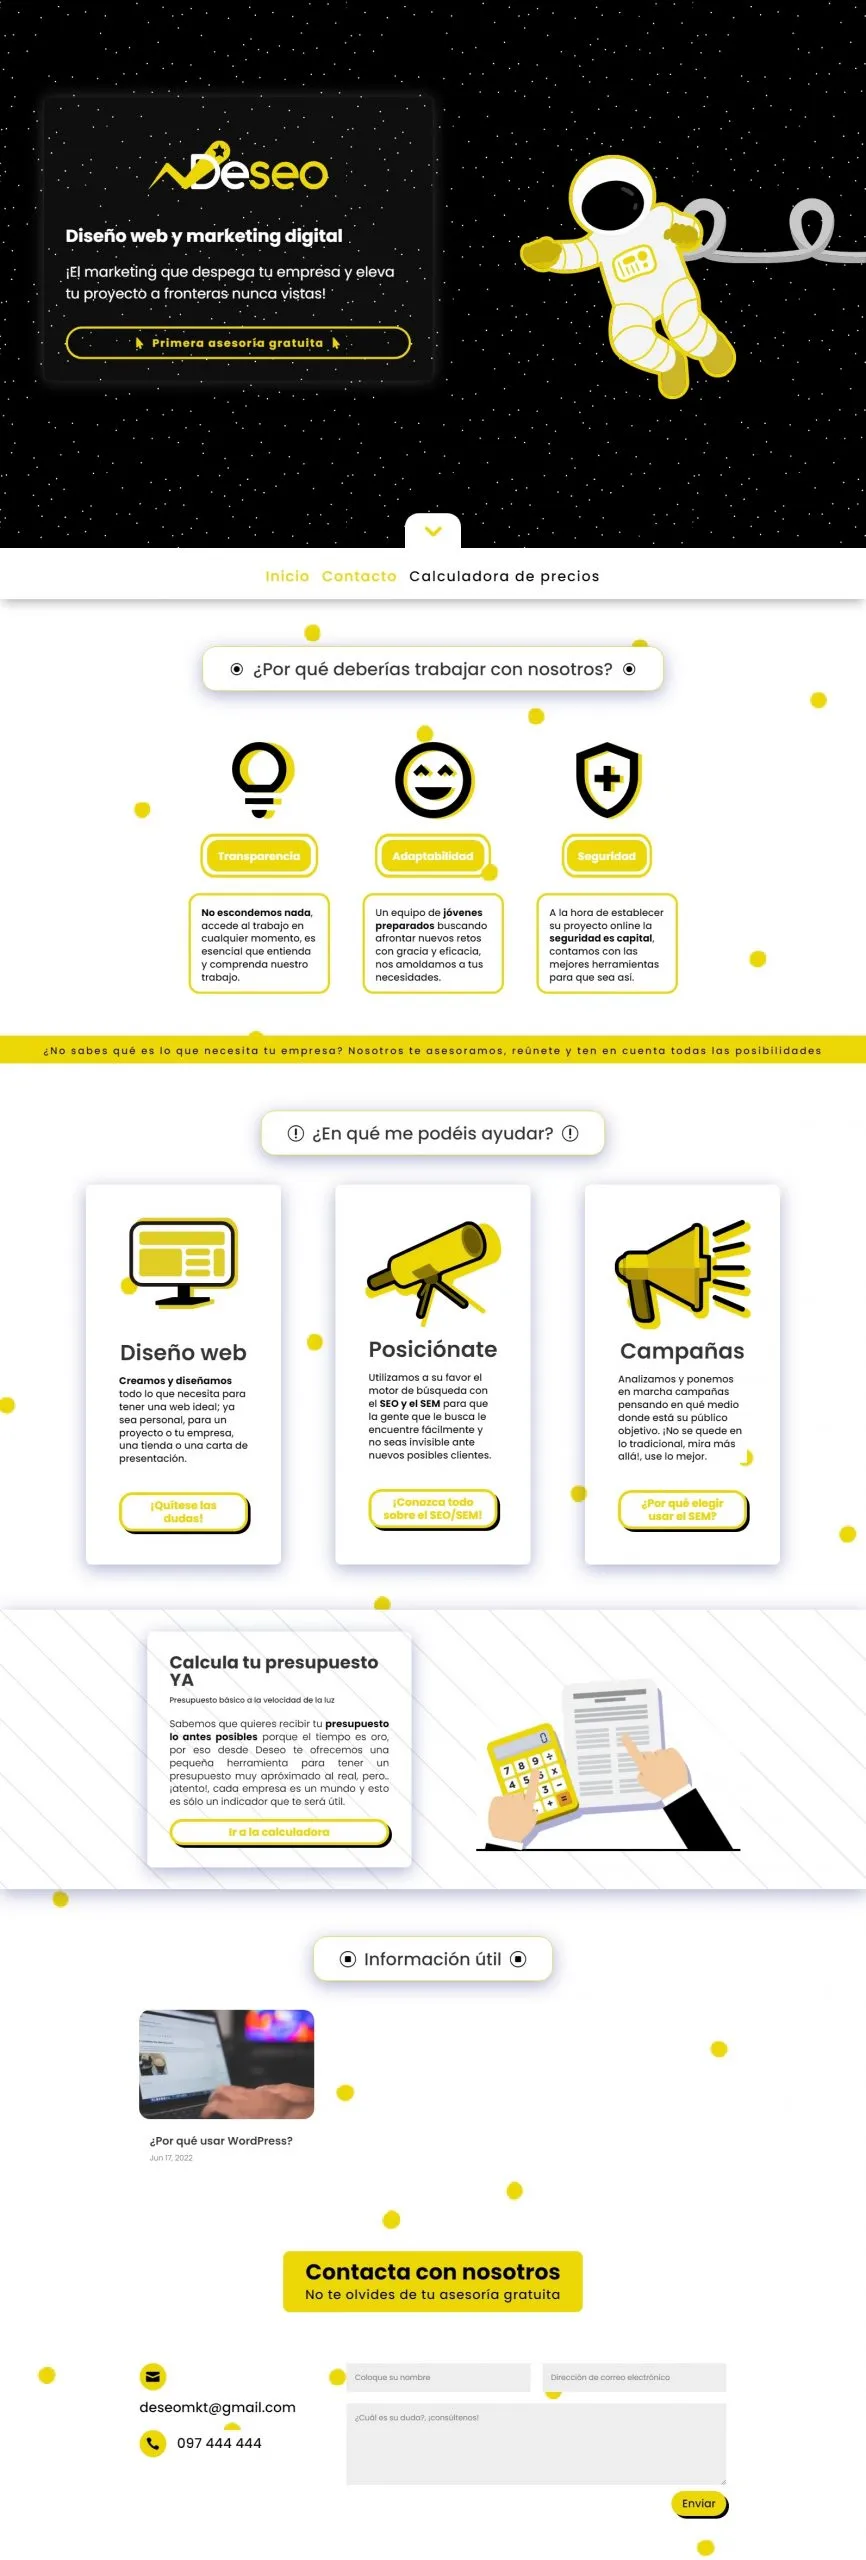 Deseo
Diseño web y marketing digital
¡El marketing que despega tu empresa y eleva
tu proyecto a fronteras nunca vistas!
Primera asesoría gratuita
Inicio Contacto Calculadora de precios
¿Por qué deberías trabajar con nosotros?
Transparencia
No escondemos nada,
accede al trabajo en
cualquier momento, es
esencial que entienda
y comprenda nuestro
trabajo.
Adaptabilidad
Un equipo de jóvenes
preparados buscando
afrontar nuevos retos
con gracia y eficacia,
nos amoldamos a tus
necesidades.
Seguridad
A la hora de establecer
su proyecto online la
seguridad es capital,
contamos con las
mejores herramientas
para que sea así.
¿No sabes qué es lo que necesita tu empresa? Nosotros te asesoramos, reúnete y ten en cuenta todas las posibilidades
¿En qué me podéis ayudar?
Diseño web
Creamos y diseñamos
todo lo que necesita para
tener una web ideal; ya
sea personal, para un
proyecto o tu empresa,
una tienda o una carta de
presentación.
¡Quítese las
dudas!
Posiciónate
Utilizamos a su favor el
motor de búsqueda con
el SEO y el SEM para que
la gente que le busca le
encuentre fácilmente y
no seas invisible ante
nuevos posibles clientes.
¡Conazca todo
sobre el SEO/SEM!
Campañas
Analizamos y ponemos
en marcha campañas
pensando en qué medio
donde está su público
objetivo. ¡No se quede en
lo tradicional, mira más
allá!, use lo mejor.
¿Por qué elegir
usar el SEM?
Calcula tu presupuesto
YA
Presupuesto básico a la velocidad de la luz
Sabemos que quieres recibir tu presupuesto
lo antes posibles porque el tiempo es oro,
por eso desde Deseo te ofrecemos una
pequeña herramienta para tener un
presupuesto muy apróximado al real, pero...
¡atento!, cada empresa es un mundo y esto
es sólo un indicador que te será útil.
Ir a la calculadora
0
7 8 9 ÷
4 5 6 x
3 -
+ =
Información útil
¿Por qué usar WordPress?
Jun 17, 2022
Contacta con nosotros
No te olvides de tu asesoría gratuita
deseomkt@gmail.com
097 444 444
Coloque su nombre
Dirección de correo electrónico
¿Cuál es su duda?, ¡consúltenos!
Enviar